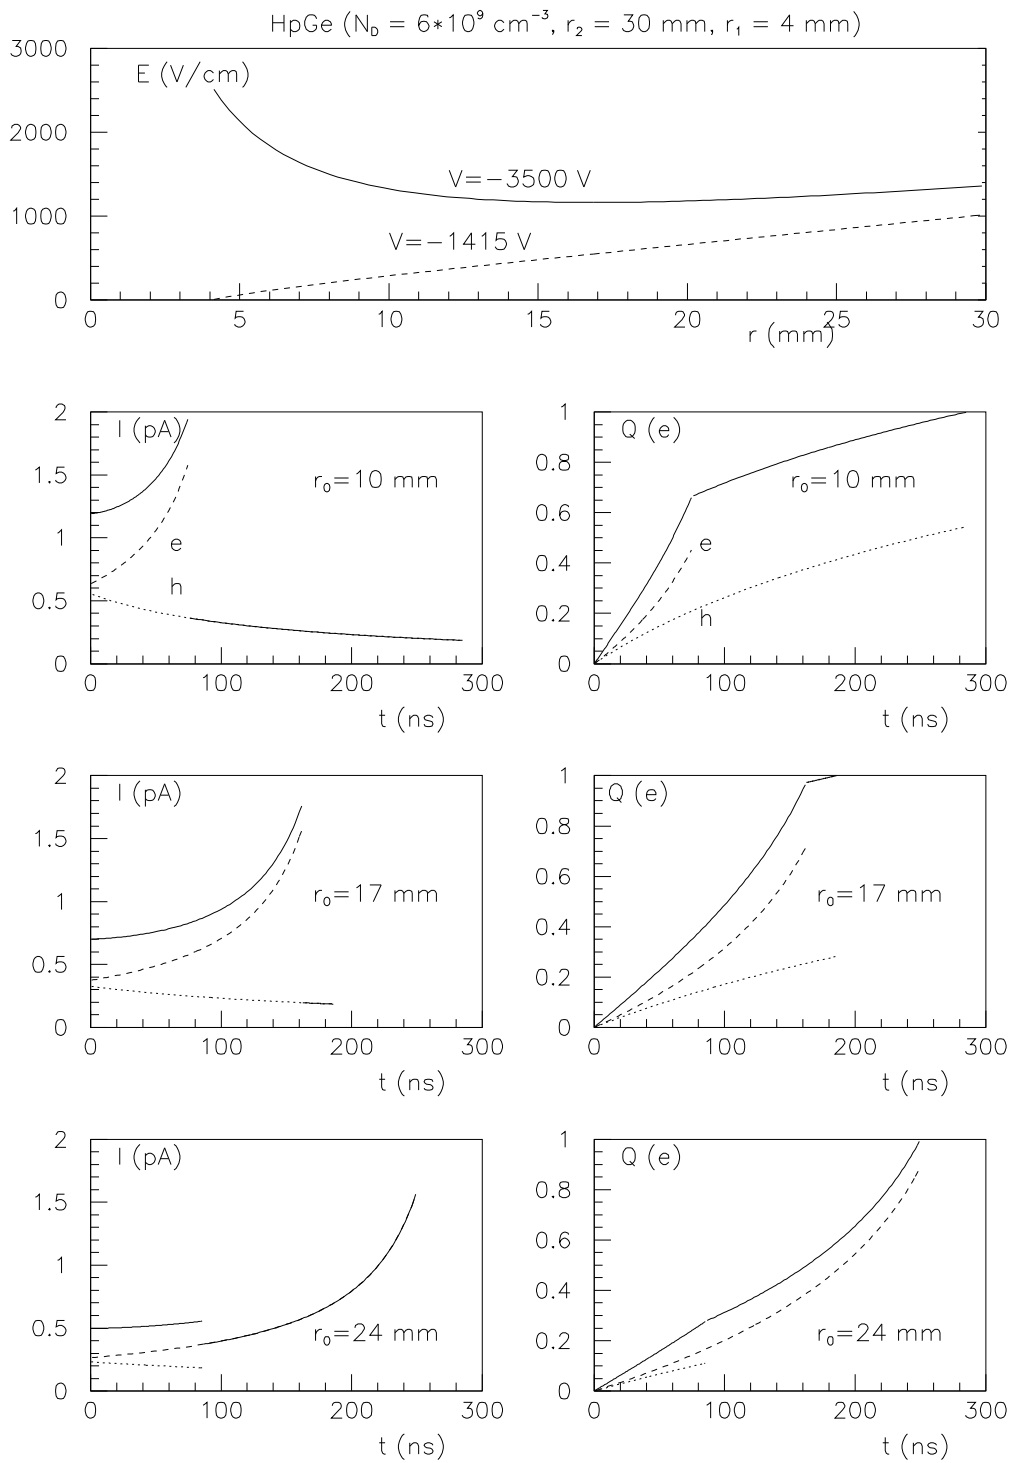 HpGe (N_D = 6*10^9 cm^-3, r_2 = 30 mm, r_1 = 4 mm)
3000
E (V/cm)
2000
V=-3500 V
1000
V=-1415 V
0
0 5 10 15 20 25 30
r (mm)
2
I (pA)
1.5
r_0=10 mm
1
e
h
0.5
0
0 100 200 300
t (ns)
1
Q (e)
0.8
r_0=10 mm
0.6
e
0.4
0.2
h
0
0 100 200 300
t (ns)
2
I (pA)
1.5
1
r_0=17 mm
0.5
0
0 100 200 300
t (ns)
1
Q (e)
0.8
0.6
r_0=17 mm
0.4
0.2
0
0 100 200 300
t (ns)
2
I (pA)
1.5
1
0.5
r_0=24 mm
0
0 100 200 300
t (ns)
1
Q (e)
0.8
0.6
0.4
r_0=24 mm
0.2
0
0 100 200 300
t (ns)